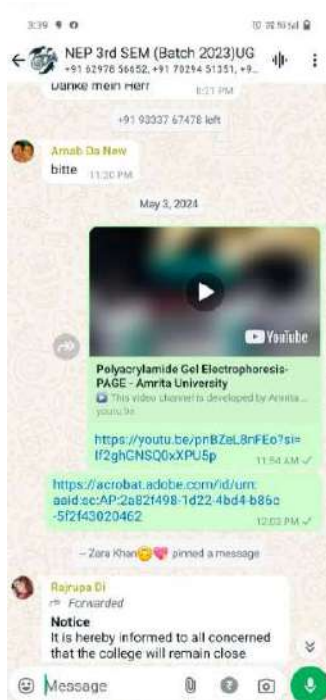 3:39
NEP 3rd SEM (Batch 2023)UG
+91 62978 56652, +91 70294 51351, +9...
Danke mein Herr
8:21 PM
+91 93337 67478 left
Arnab Da New
bitte 11:30 PM
May 3, 2024
YouTube
Polyacrylamide Gel Electrophoresis-
PAGE - Amrita University
This video channel is developed by Amrita...
youtu.be
https://youtu.be/pnBZeL8nFEo?si=
lf2ghCNSQ0xXPU5p
11:54 AM
https://acrobat.adobe.com/id/urn:
aaid:sc:AP:2a82f498-1d22-4bd4-b86c
-5f2f43020462
12:03 PM
~ Zara Khan😋💖 pinned a message
Rajrupa Di
Forwarded
Notice
It is hereby informed to all concerned
that the college will remain close
Message